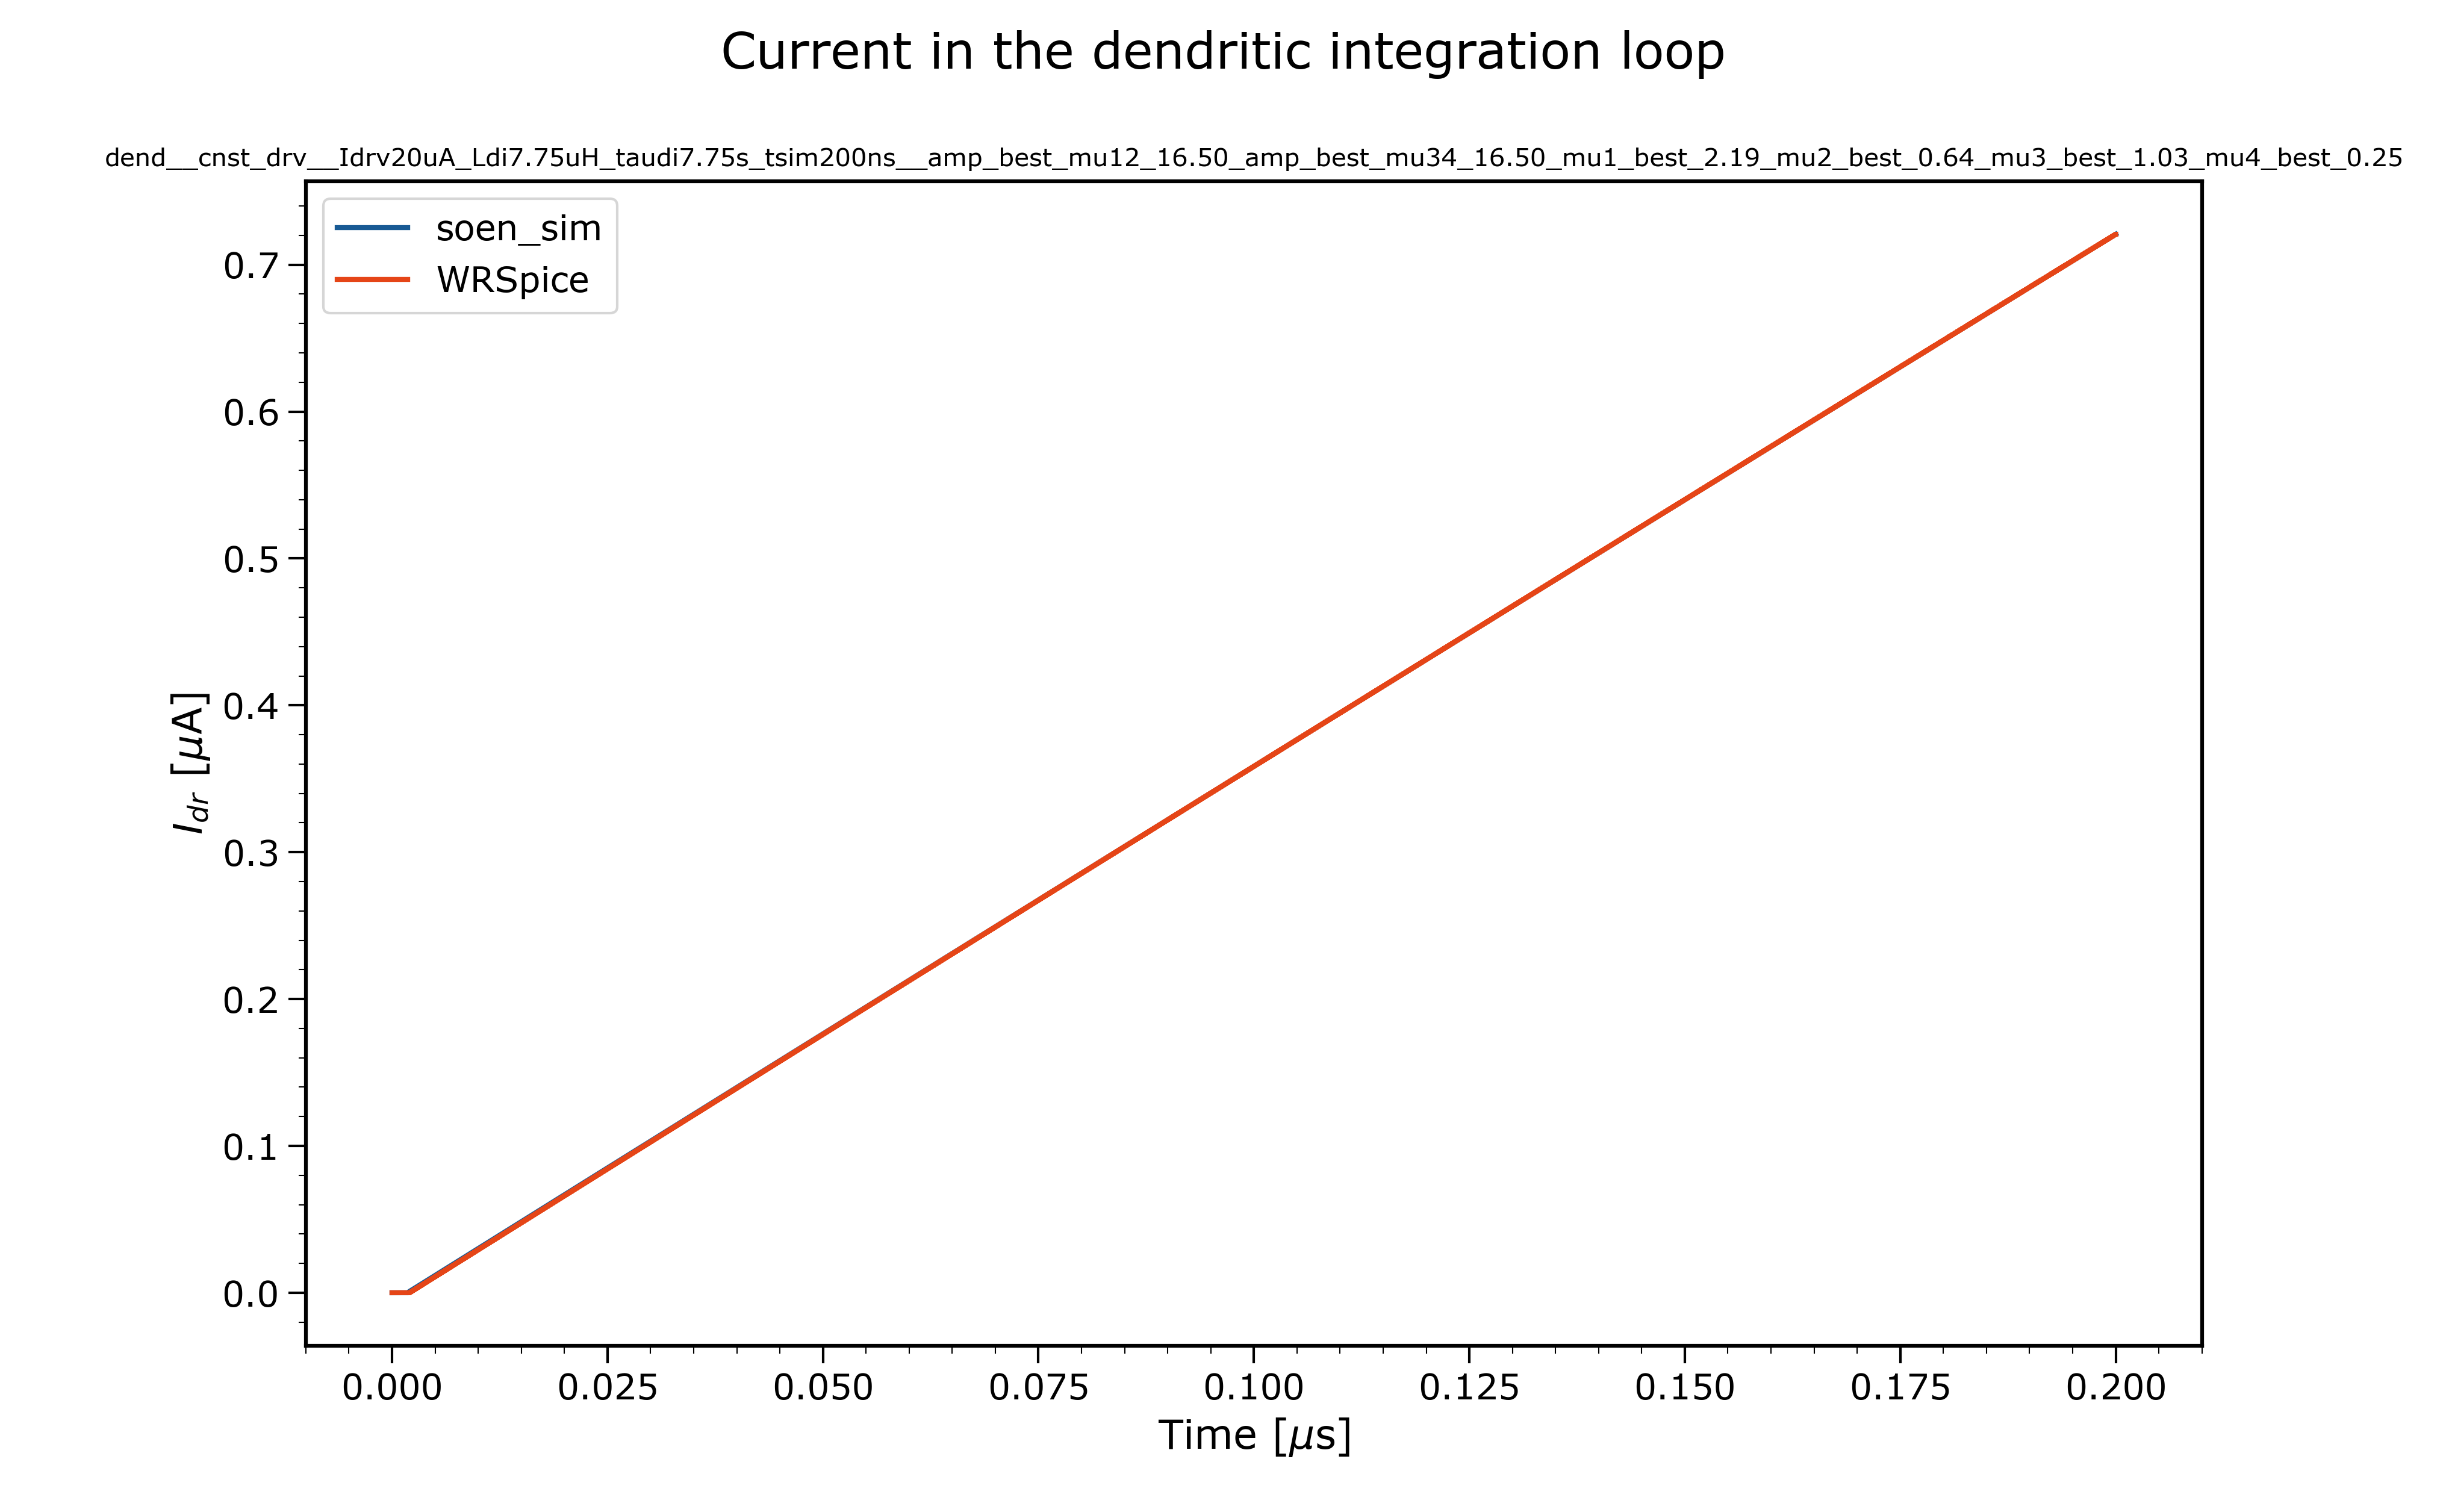 Current in the dendritic integration loop
dend__cnst_drv__Idrv20uA_Ldi7.75uH_taudi7.75s_tsim200ns__amp_best_mu12_16.50_amp_best_mu34_16.50_mu1_best_2.19_mu2_best_0.64_mu3_best_1.03_mu4_best_0.25
soen_sim
WRSpice
0.7
0.6
0.5
0.4
0.3
0.2
0.1
0.0
I_dr [μA]
0.000 0.025 0.050 0.075 0.100 0.125 0.150 0.175 0.200
Time [μs]